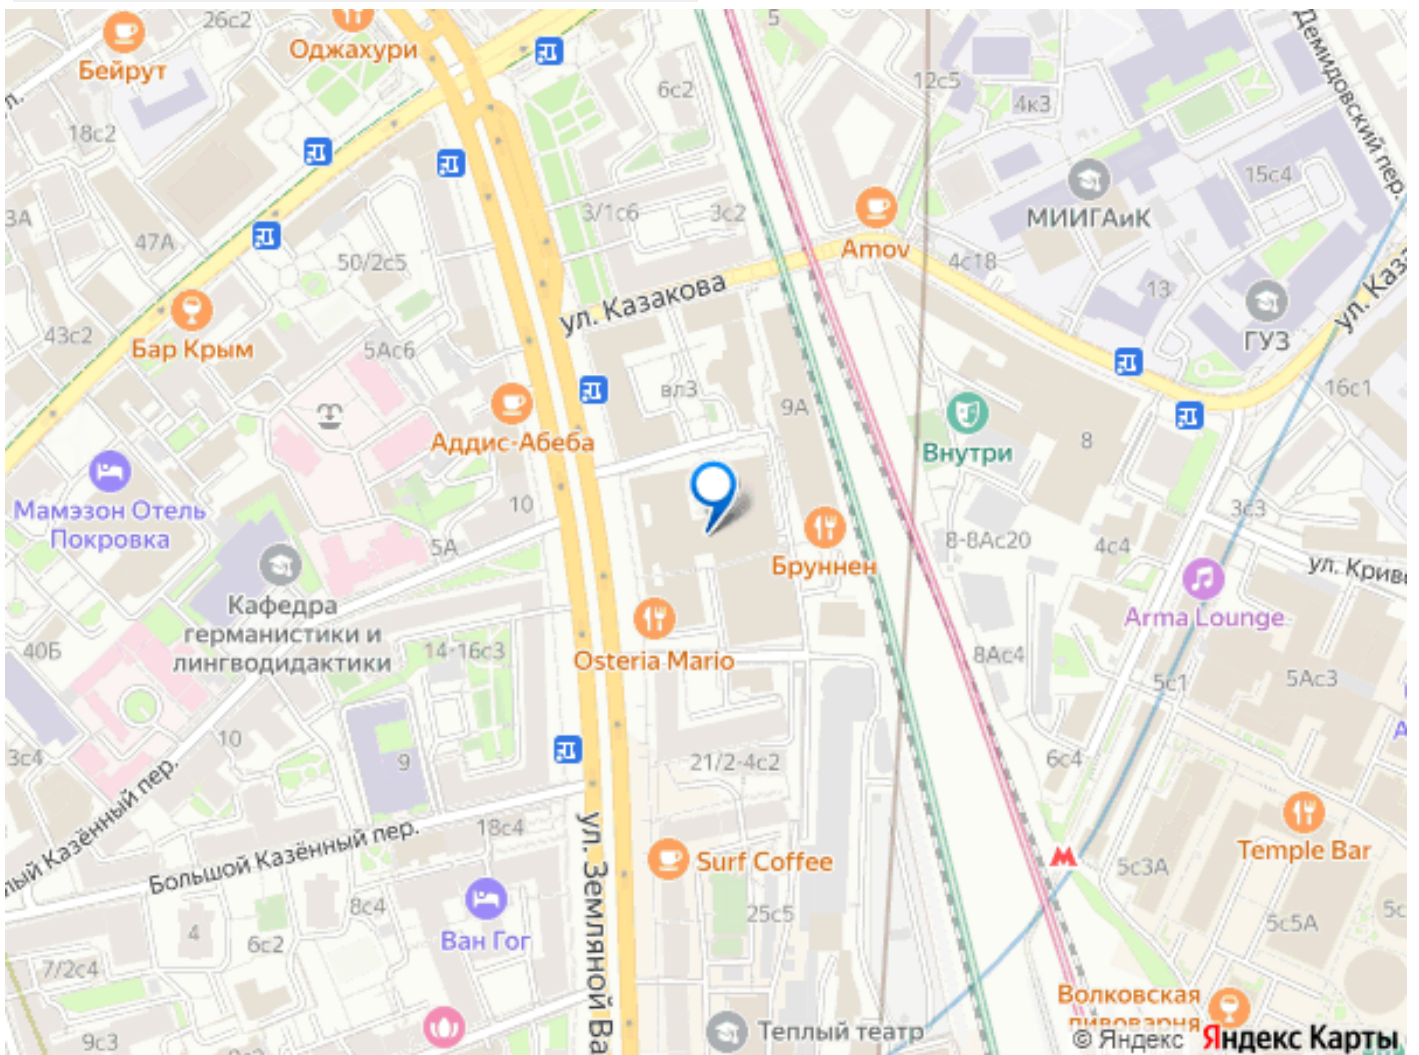 26с2
Оджахури
Бейрут
5
6с2
12с5
4к3
Демидовский пер.
18с2
15с4
МИИГАиК
3А
47А
3/1с6
3с2
Amov
4с18
50/2с5
13
ул. Казакова
ул. Каза
ГУЗ
43с2
Бар Крым
5Ас6
вл3
9А
16с1
Аддис-Абеба
8
Внутри
Мамэзон Отель
Покровка
10
3с3
5А
8-8Ас20
4с4
Бруннен
ул. Криво
Кафедра
германистики и
лингводидактики
Arma Lounge
40Б
14-16с3
Osteria Mario
8Ас4
5с1
5Ас3
А
10
3с4
9
21/2-4с2
6с4
лый Казённый пер.
Большой Казённый пер.
18с4
ул. Земляной Ва
Surf Coffee
Temple Bar
5с3А
8с4
25с5
5с5А
5с
4
6с2
Ван Гог
7/2с4
Волковская
пивоварня
9с3
Теплый театр
© Яндекс Яндекс Карты